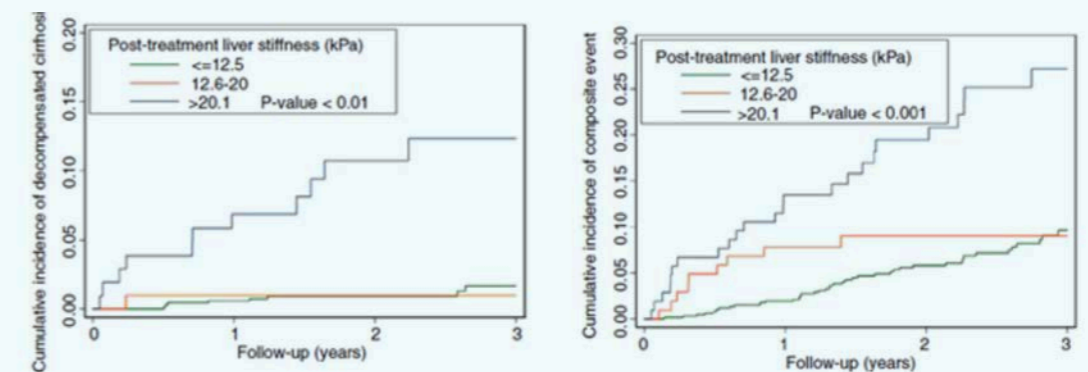 Cumulative incidence of decompensated cirrhosi
0.20
0.15
0.10
0.05
0.00
Post-treatment liver stiffness (kPa)
<=12.5
12.6-20
>20.1 P-value < 0.01
0 1 2 3
Follow-up (years)
Cumulative incidence of composite event
0.30
0.25
0.20
0.15
0.10
0.05
0.00
Post-treatment liver stiffness (kPa)
<=12.5
12.6-20
>20.1 P-value < 0.001
0 1 2 3
Follow-up (years)